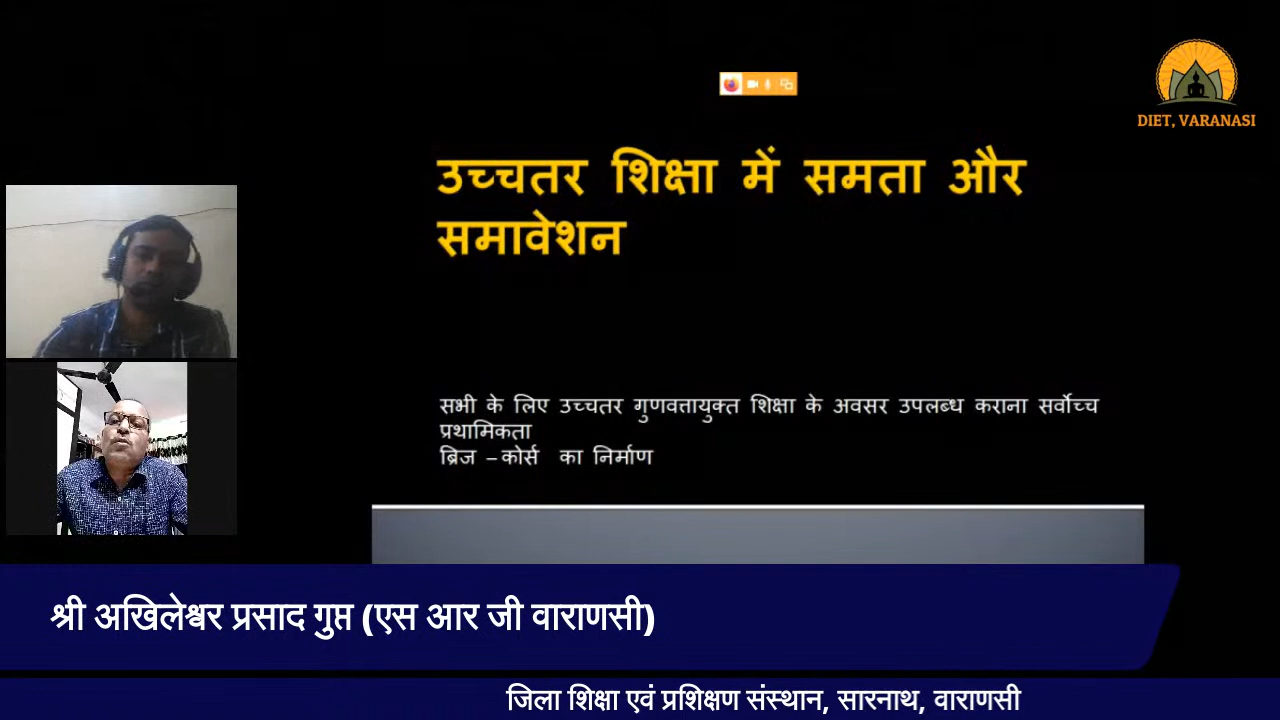 DIET, VARANASI
उच्चतर शिक्षा में समता और
समावेशन
सभी के लिए उच्चतर गुणवत्तायुक्त शिक्षा के अवसर उपलब्ध कराना सर्वोच्च
प्रथामिकता
ब्रिज –कोर्स का निर्माण
श्री अखिलेश्वर प्रसाद गुप्त (एस आर जी वाराणसी)
जिला शिक्षा एवं प्रशिक्षण संस्थान, सारनाथ, वाराणसी